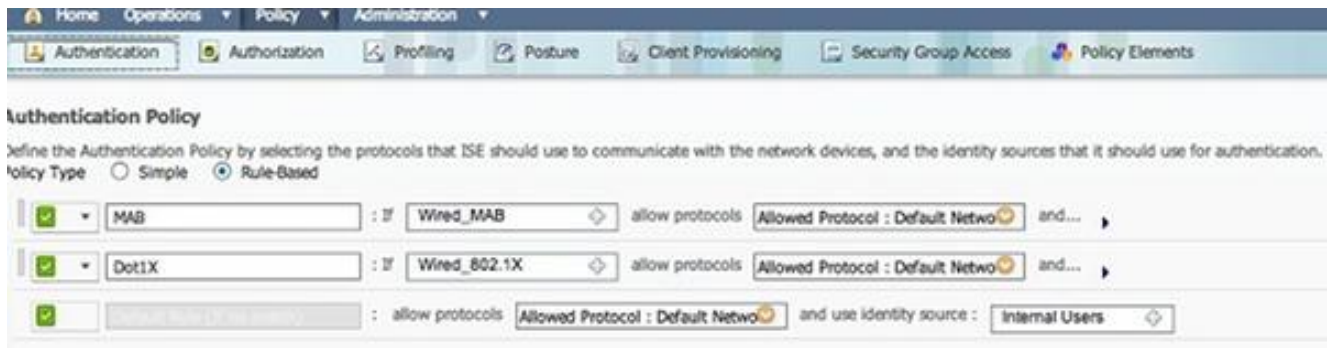 Home Operations Policy Administration
Authentication Authorization Profiling Posture Client Provisioning Security Group Access Policy Elements
Authentication Policy
Define the Authentication Policy by selecting the protocols that ISE should use to communicate with the network devices, and the identity sources that it should use for authentication.
Policy Type Simple Rule-Based
MAB : If Wired_MAB allow protocols Allowed Protocol : Default Netwo and...
Dot1X : If Wired_802.1X allow protocols Allowed Protocol : Default Netwo and...
: allow protocols Allowed Protocol : Default Netwo and use identity source : Internal Users